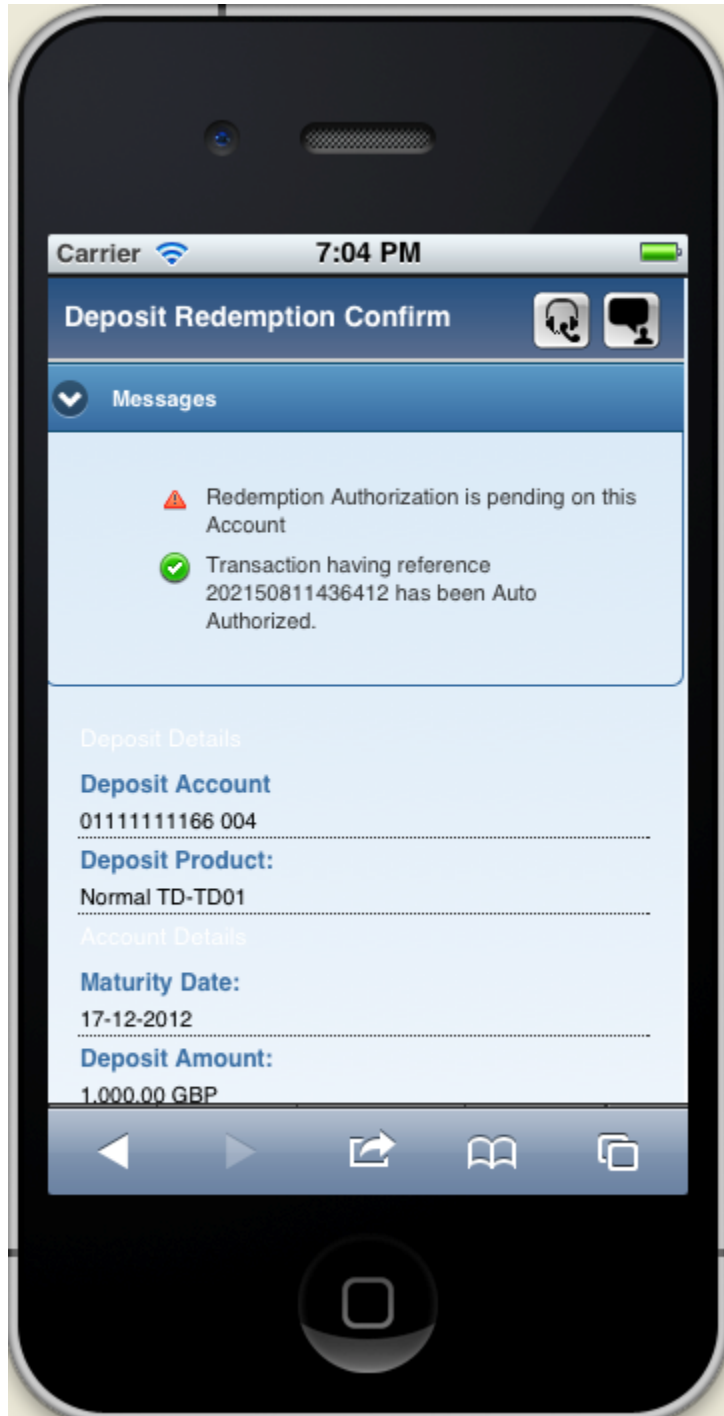 Carrier 7:04 PM
Deposit Redemption Confirm
Messages
Redemption Authorization is pending on this
Account
Transaction having reference
202150811436412 has been Auto
Authorized.
Deposit Details
Deposit Account
01111111166 004
Deposit Product:
Normal TD-TD01
Account Details
Maturity Date:
17-12-2012
Deposit Amount:
1,000.00 GBP